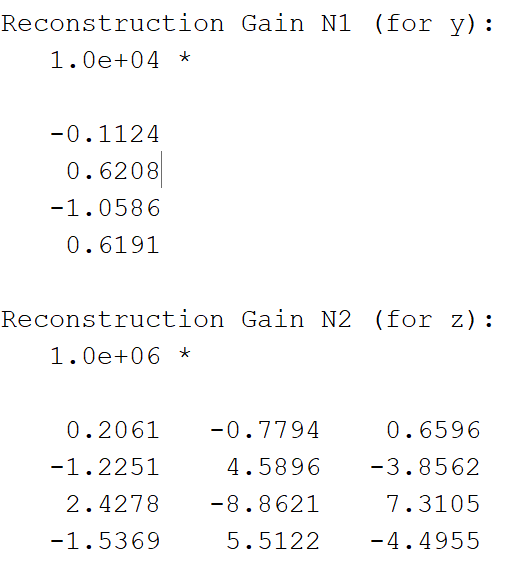 Reconstruction Gain N1 (for y):
1.0e+04 *
-0.1124
0.6208
-1.0586
0.6191
Reconstruction Gain N2 (for z):
1.0e+06 *
0.2061 -0.7794 0.6596
-1.2251 4.5896 -3.8562
2.4278 -8.8621 7.3105
-1.5369 5.5122 -4.4955